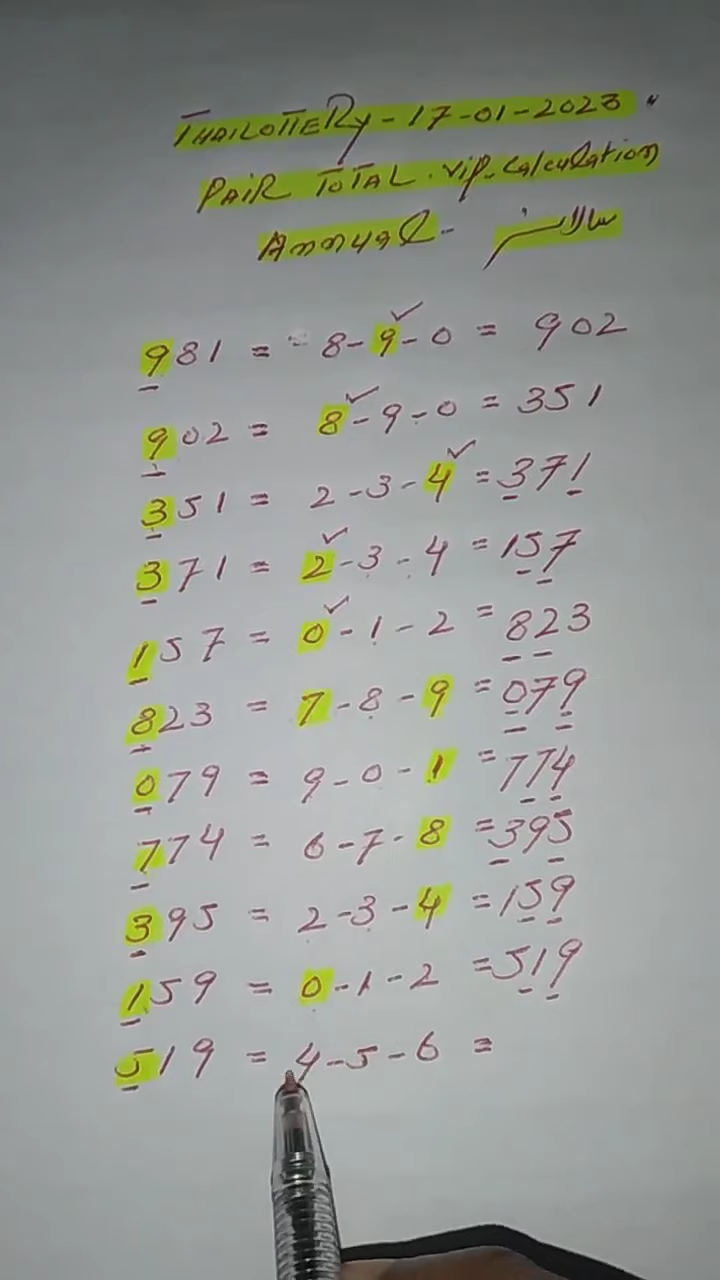 THAILOTTERY - 17-01-2023 "
PAIR TOTAL. vip. calculation
Annual - سالانہ
981 = 8-9-0 = 902
902 = 8-9-0 = 351
351 = 2-3-4 = 371
371 = 2-3-4 = 157
157 = 0-1-2 = 823
823 = 7-8-9 = 079
079 = 9-0-1 = 774
774 = 6-7-8 = 395
395 = 2-3-4 = 159
159 = 0-1-2 = 519
519 = 4-5-6 =